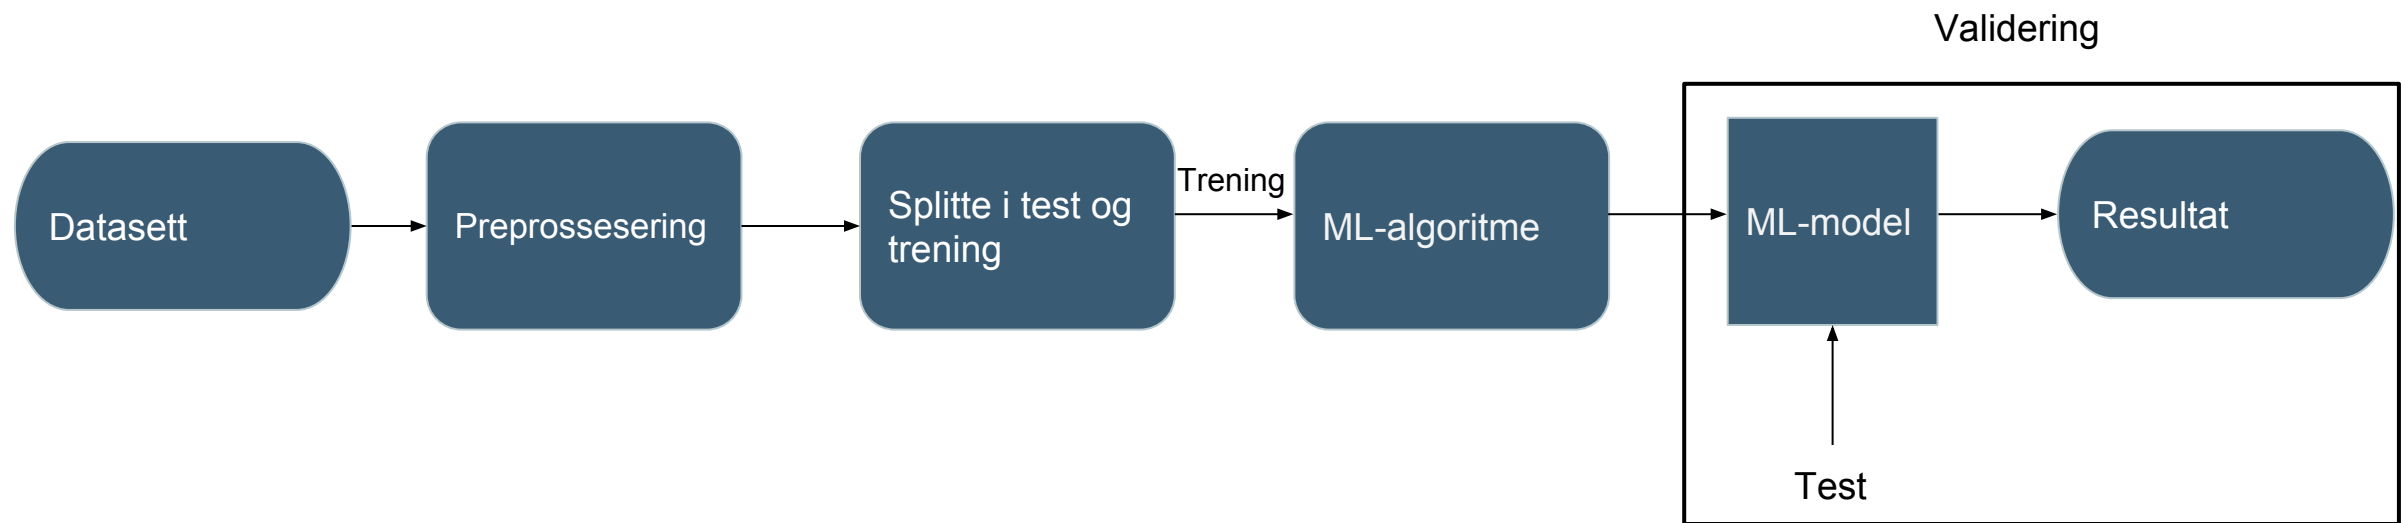 Validering
Datasett
Preprossesering
Splitte i test og
trening
Trening
ML-algoritme
ML-model
Resultat
Test